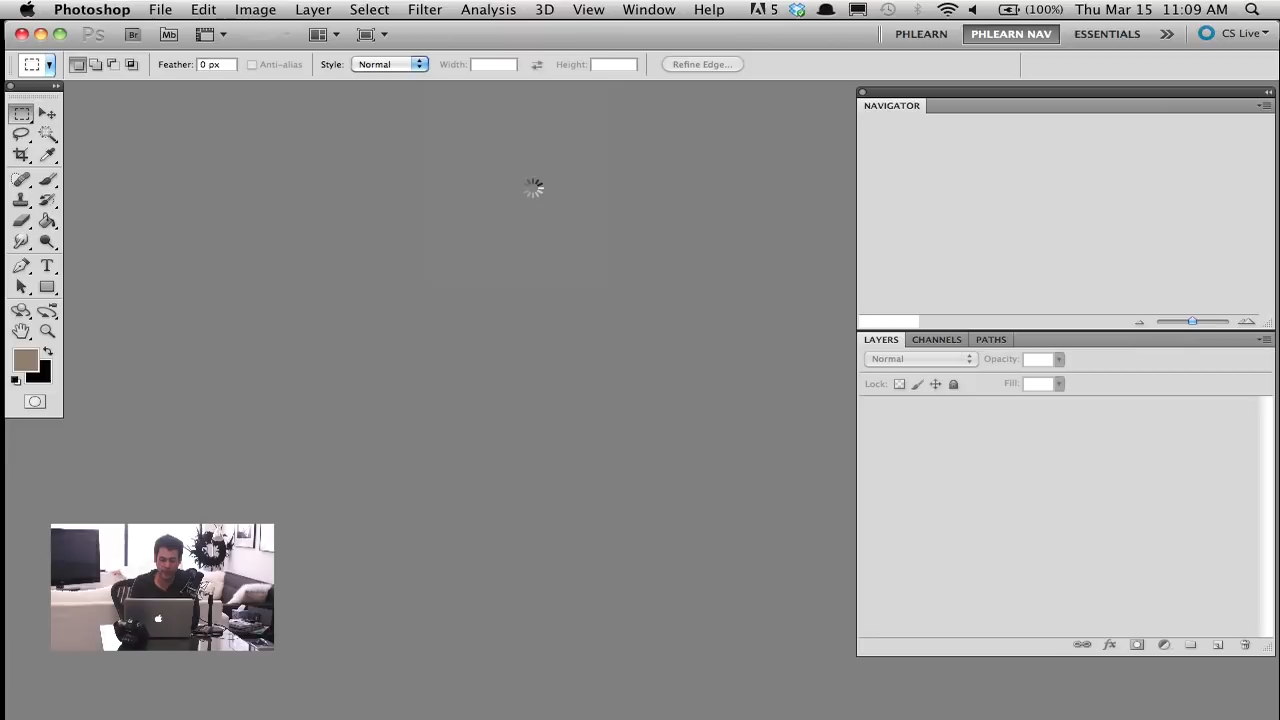 Photoshop File Edit Image Layer Select Filter Analysis 3D View Window Help 5 (100%) Thu Mar 15 11:09 AM
Ps Br Mb PHLEARN PHLEARN NAV ESSENTIALS CS Live
Feather: 0 px Anti-alias Style: Normal Width: Height: Refine Edge...
NAVIGATOR
T
LAYERS CHANNELS PATHS
Normal Opacity:
Lock: Fill:
fx